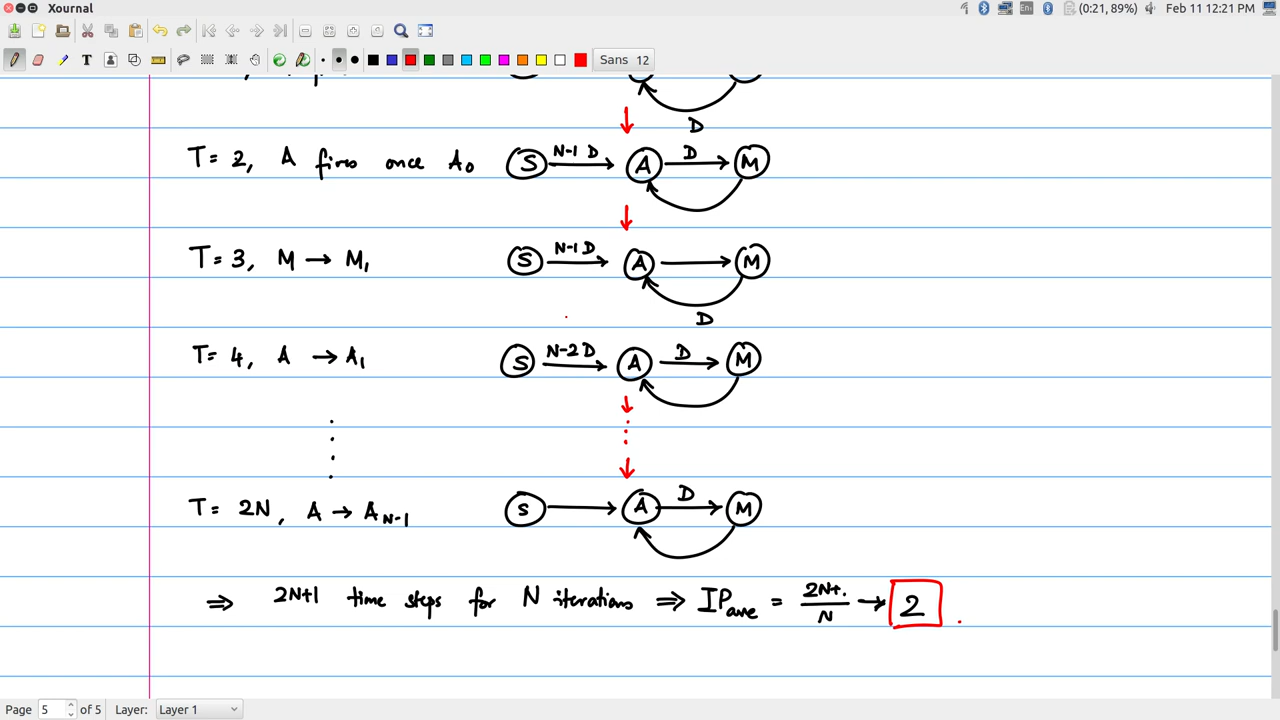 Xournal
En
(0:21, 89%)
Feb 11 12:21 PM
T
Sans 12
D
T = 2, A fires once A0
S N-1 D A D M
T = 3, M → M1
S N-1 D A M
D
T = 4, A → A1
S N-2 D A D M
T = 2N, A → AN-1
S A D M
⇒ 2N+1 time steps for N iterations ⇒ IPave = 2N+. / N → 2
Page 5 of 5 Layer: Layer 1